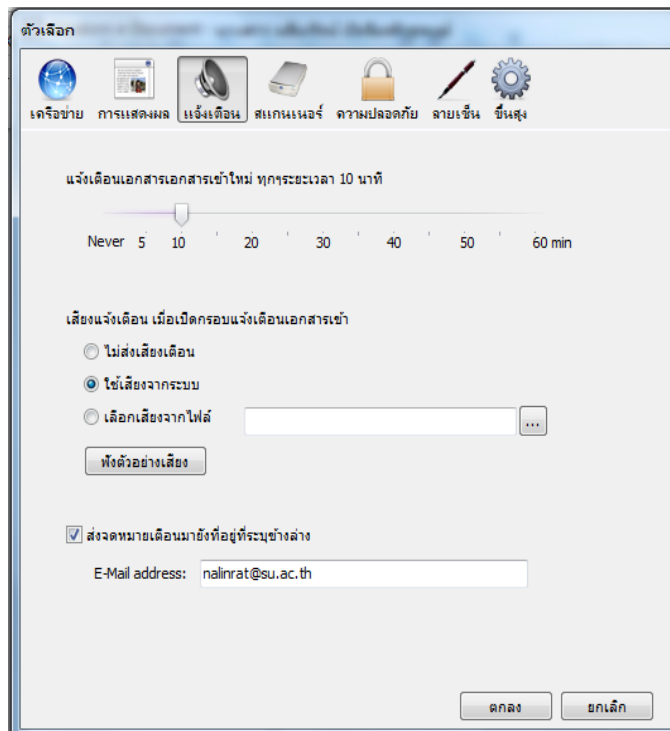 ตัวเลือก
เครือข่าย การแสดงผล แจ้งเตือน สแกนเนอร์ ความปลอดภัย ลายเซ็น ขั้นสูง
แจ้งเตือนเอกสารเอกสารเข้าใหม่ ทุกๆระยะเวลา 10 นาที
Never 5 10 20 30 40 50 60 min
เสียงแจ้งเตือน เมื่อเปิดกรอบแจ้งเตือนเอกสารเข้า
ไม่ส่งเสียงเตือน
ใช้เสียงจากระบบ
เลือกเสียงจากไฟล์ ...
ฟังตัวอย่างเสียง
ส่งจดหมายเตือนมายังที่อยู่ที่ระบุข้างล่าง
E-Mail address: nalinrat@su.ac.th
ตกลง ยกเลิก